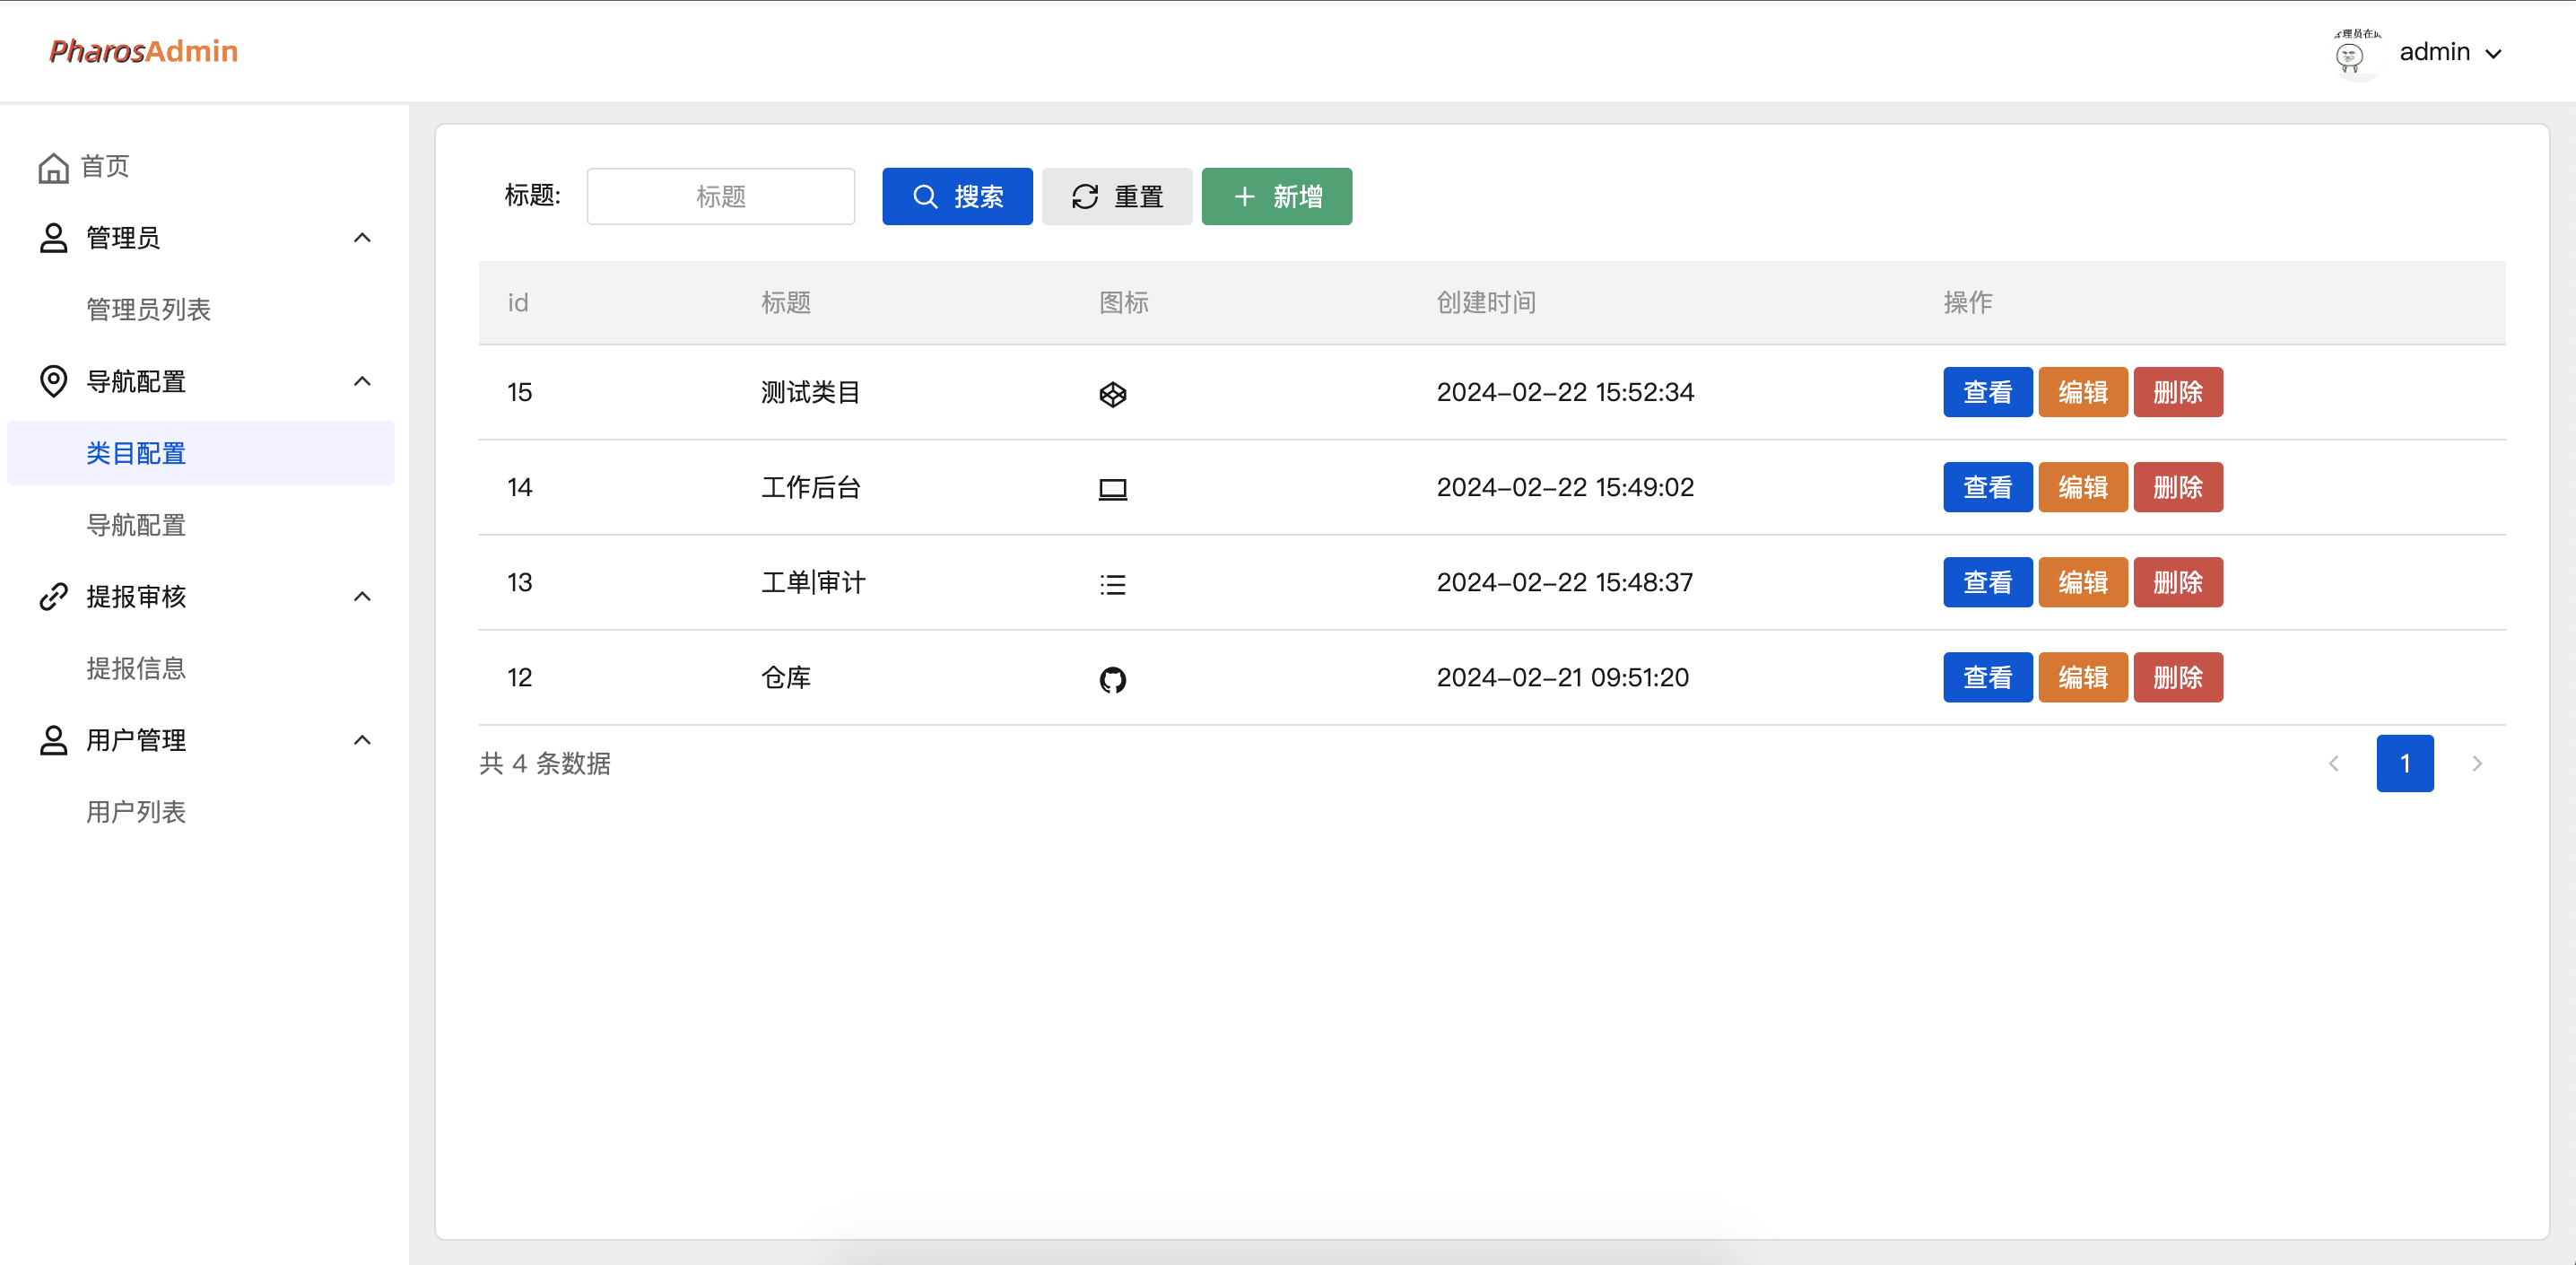 PharosAdmin
admin
首页
管理员
管理员列表
导航配置
类目配置
导航配置
提报审核
提报信息
用户管理
用户列表
标题: 标题 搜索 重置 新增
id 标题 图标 创建时间 操作
15 测试类目 2024-02-22 15:52:34 查看 编辑 删除
14 工作后台 2024-02-22 15:49:02 查看 编辑 删除
13 工单|审计 2024-02-22 15:48:37 查看 编辑 删除
12 仓库 2024-02-21 09:51:20 查看 编辑 删除
共 4 条数据 1